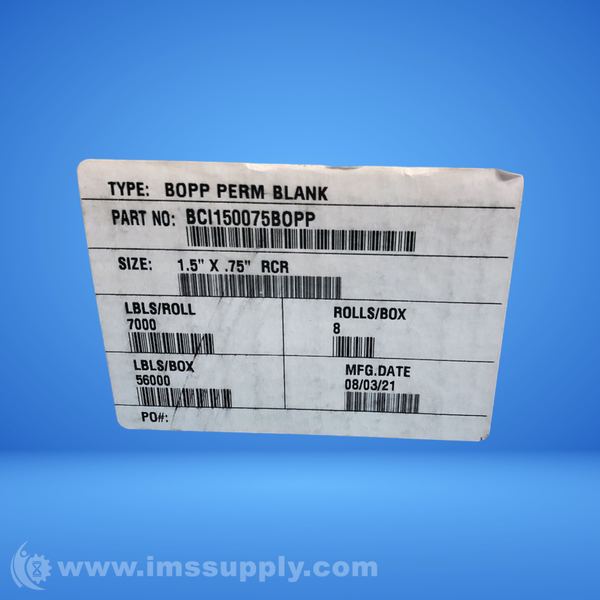 TYPE: BOPP PERM BLANK
PART NO: BCI150075BOPP
SIZE: 1.5" X .75" RCR
LBLS/ROLL
7000
ROLLS/BOX
8
LBLS/BOX
56000
MFG.DATE
08/03/21
PO#:
www.imssupply.com